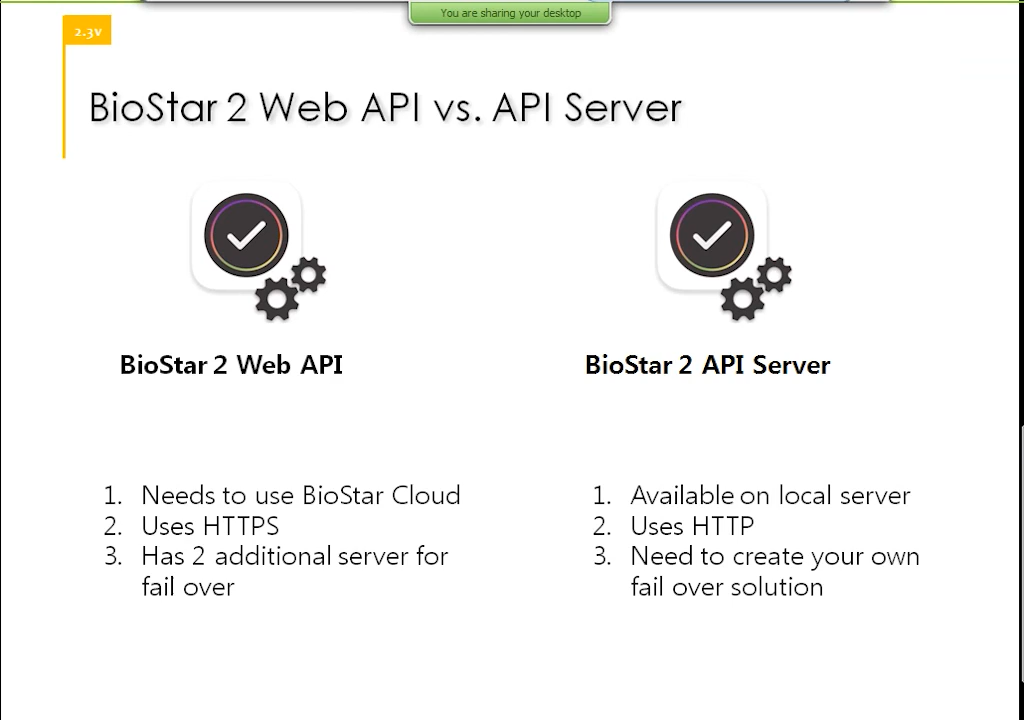 You are sharing your desktop
2.3v
BioStar 2 Web API vs. API Server
BioStar 2 Web API
BioStar 2 API Server
1. Needs to use BioStar Cloud
2. Uses HTTPS
3. Has 2 additional server for
fail over
1. Available on local server
2. Uses HTTP
3. Need to create your own
fail over solution